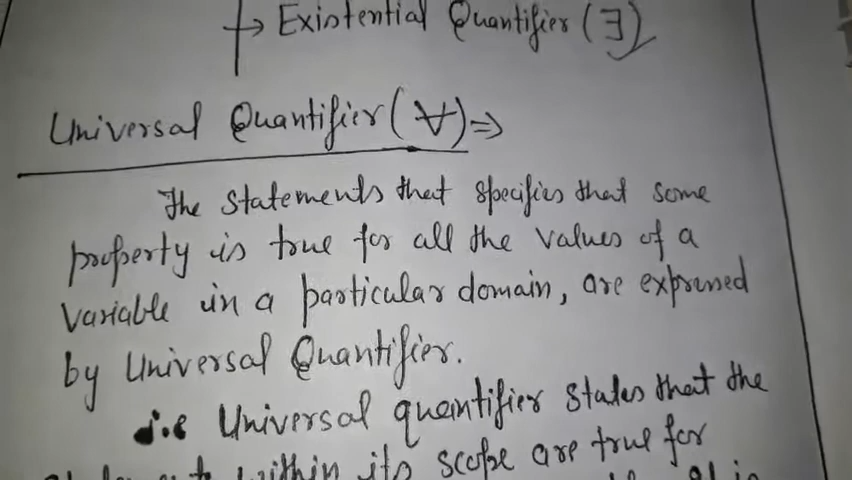 → Existential Quantifier (∃)
Universal Quantifier (∀) ⇒
The statements that specifies that some
property is true for all the values of a
variable in a particular domain, are expressed
by Universal Quantifier.
i.e Universal quantifier states that the
within its scope are true for